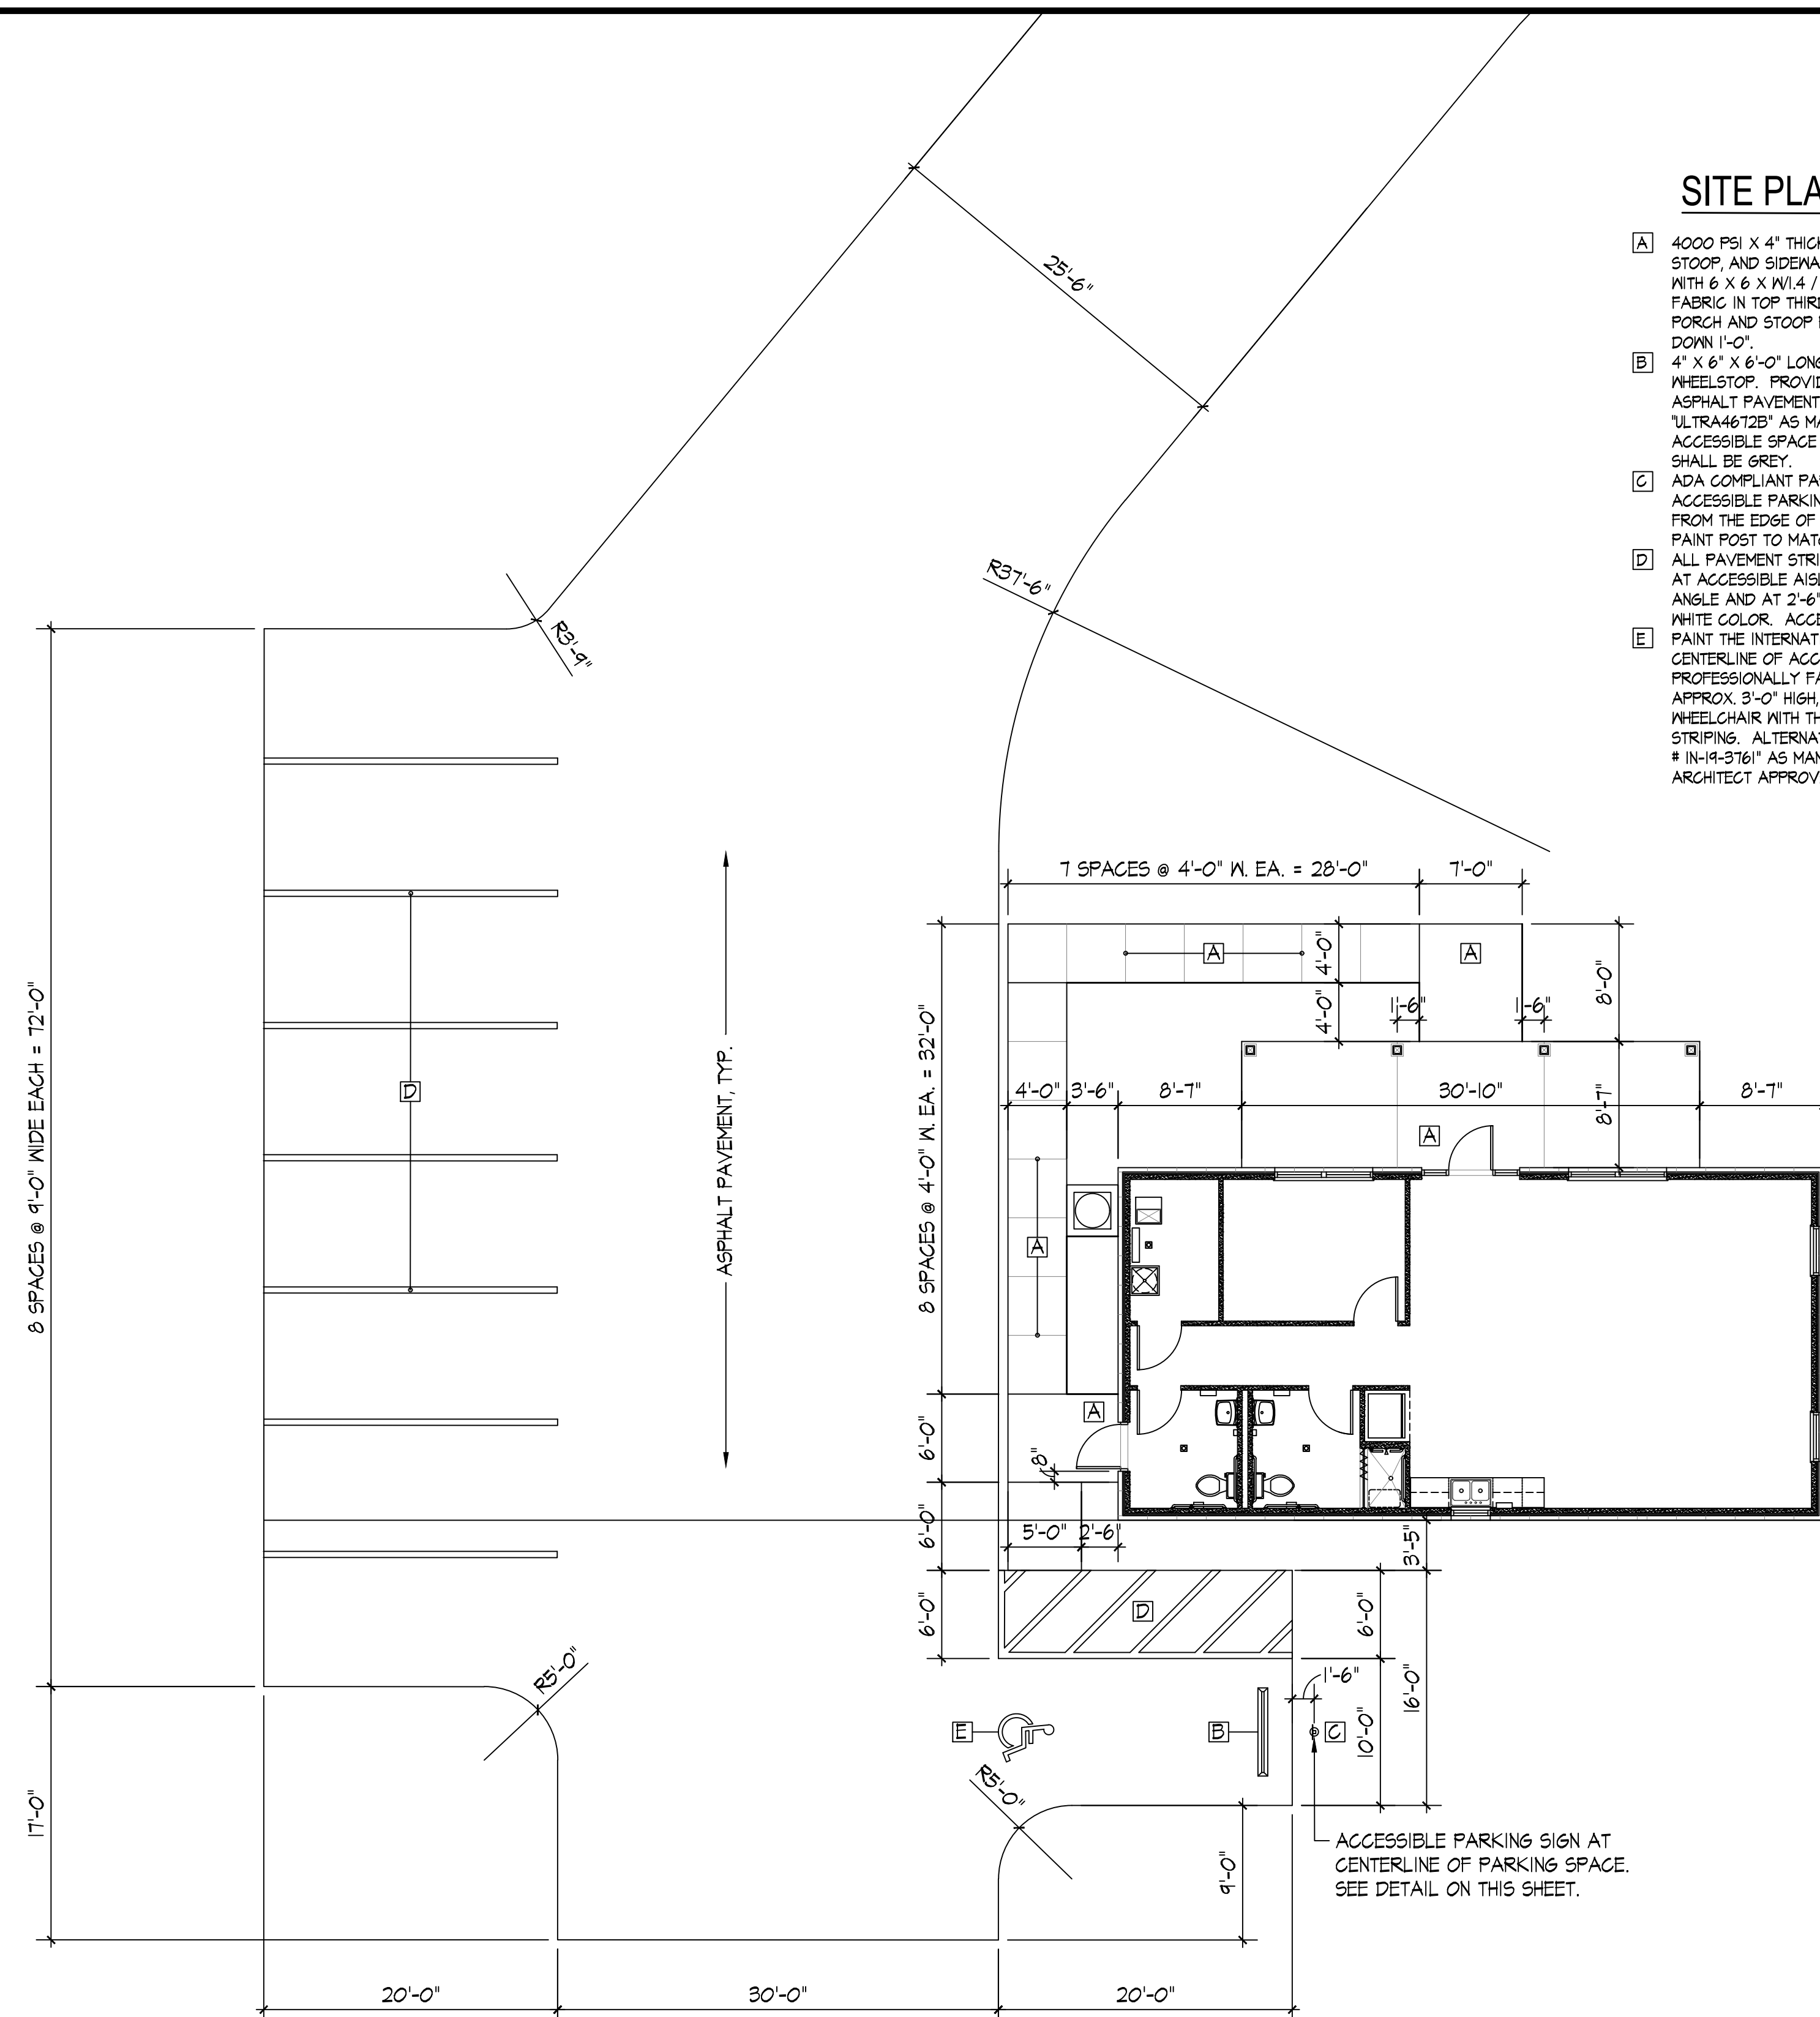 SITE PLA
A 4000 PSI X 4" THICK
STOOP, AND SIDEWA
WITH 6 X 6 X W/1.4 /
FABRIC IN TOP THIRD
PORCH AND STOOP
DOWN 1'-0".
B 4" X 6" X 6'-0" LONG
WHEELSTOP. PROVID
ASPHALT PAVEMENT
"ULTRA4672B" AS MA
ACCESSIBLE SPACE
SHALL BE GREY.
C ADA COMPLIANT PA
ACCESSIBLE PARKIN
FROM THE EDGE OF
PAINT POST TO MAT
D ALL PAVEMENT STRI
AT ACCESSIBLE AISL
ANGLE AND AT 2'-6"
WHITE COLOR. ACCE
E PAINT THE INTERNAT
CENTERLINE OF ACC
PROFESSIONALLY FA
APPROX. 3'-0" HIGH,
WHEELCHAIR WITH TH
STRIPING. ALTERNAT
# IN-19-3761" AS MAN
ARCHITECT APPROV
25'-6"
R37'-6"
R3'-9"
7 SPACES @ 4'-0" W. EA. = 28'-0"
7'-0"
A
A
4'-0"
4'-0"
1'-6"
1'-6"
8'-0"
8 SPACES @ 9'-0" WIDE EACH = 72'-0"
D
ASPHALT PAVEMENT, TYP.
8 SPACES @ 4'-0" W. EA. = 32'-0"
4'-0"
3'-6"
8'-7"
30'-10"
8'-7"
8'-7"
A
A
A
6'-0"
8"
6'-0"
5'-0"
2'-6"
3'-5"
6'-0"
D
6'-0"
R5'-0"
1'-6"
16'-0"
E
B
C
10'-0"
R5'-0"
17'-0"
9'-0"
ACCESSIBLE PARKING SIGN AT
CENTERLINE OF PARKING SPACE.
SEE DETAIL ON THIS SHEET.
20'-0"
30'-0"
20'-0"